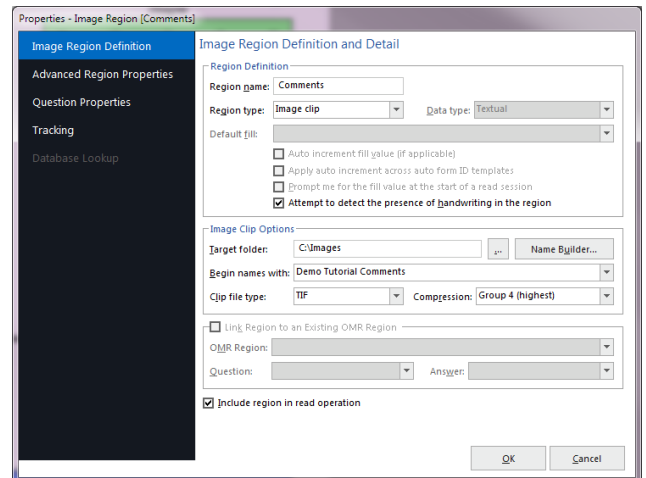 Properties - Image Region [Comments]
Image Region Definition
Advanced Region Properties
Question Properties
Tracking
Database Lookup
Image Region Definition and Detail
Region Definition
Region name: Comments
Region type: Image clip Data type: Textual
Default fill:
Auto increment fill value (if applicable)
Apply auto increment across auto form ID templates
Prompt me for the fill value at the start of a read session
Attempt to detect the presence of handwriting in the region
Image Clip Options
Target folder: C:\Images ... Name Builder...
Begin names with: Demo Tutorial Comments
Clip file type: TIF Compression: Group 4 (highest)
Link Region to an Existing OMR Region
OMR Region:
Question: Answer:
Include region in read operation
OK Cancel